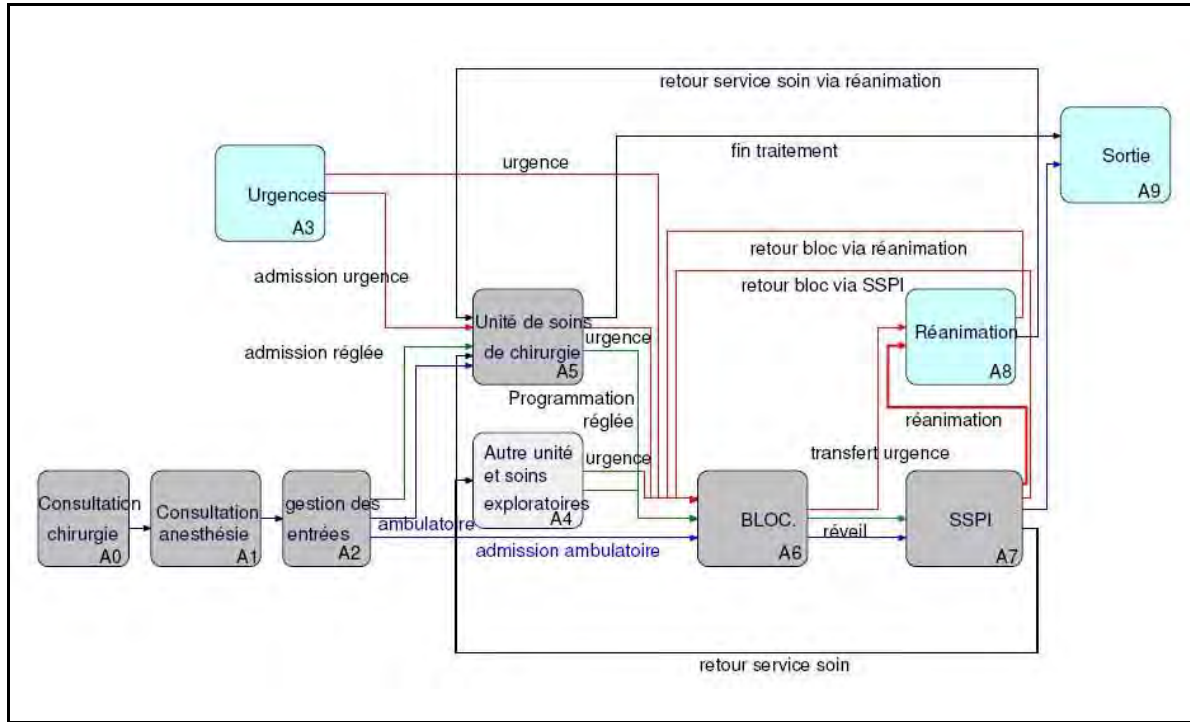 retour service soin via réanimation
fin traitement
Sortie
A9
urgence
Urgences
A3
retour bloc via réanimation
admission urgence
retour bloc via SSPI
Unité de soins
de chirurgie
A5
urgence
Réanimation
A8
admission réglée
Programmation
réglée
réanimation
Autre unité
et soins
exploratoires
A4
urgence
transfert urgence
Consultation
chirurgie
A0
Consultation
anesthésie
A1
gestion des
entrées
A2
ambulatoire
admission ambulatoire
BLOC.
A6
réveil
SSPI
A7
retour service soin